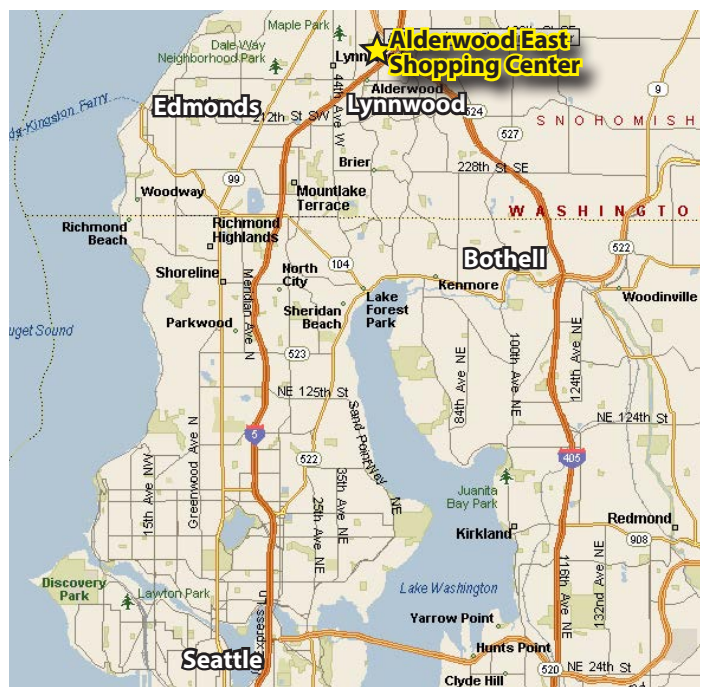 Maple Park
Alderwood East
Shopping Center
Dale Way
Neighborhood Park
Lynn
Alderwood
Edmonds
Lynnwood
212th St SW
44th Ave W
524
9
527
SNOHOMISH
-Kingston Ferry
Brier
228th St SE
99
Mountlake
Terrace
Woodway
WASHINGTO
Richmond
Beach
Richmond
Highlands
104
522
Bothell
Shoreline
North
City
Kenmore
Lake
Forest
Park
Woodinville
Sheridan
Beach
Meridian Ave N
Parkwood
uget Sound
523
100th Ave NE
124th Ave NE
84th Ave NE
NE 125th St
Sand Point Way NE
NE 124th St
5
Greenwood Ave N
15th Ave NW
522
35th Ave NE
25th Ave NE
405
Juanita
Bay Park
Kirkland
Redmond
908
116th Ave NE
132nd Ave NE
Discovery
Park
Lawton Park
Lake Washington
Express Ln
Yarrow Point
Seattle
Hunts Point
520
NE 24th St
Clyde Hill